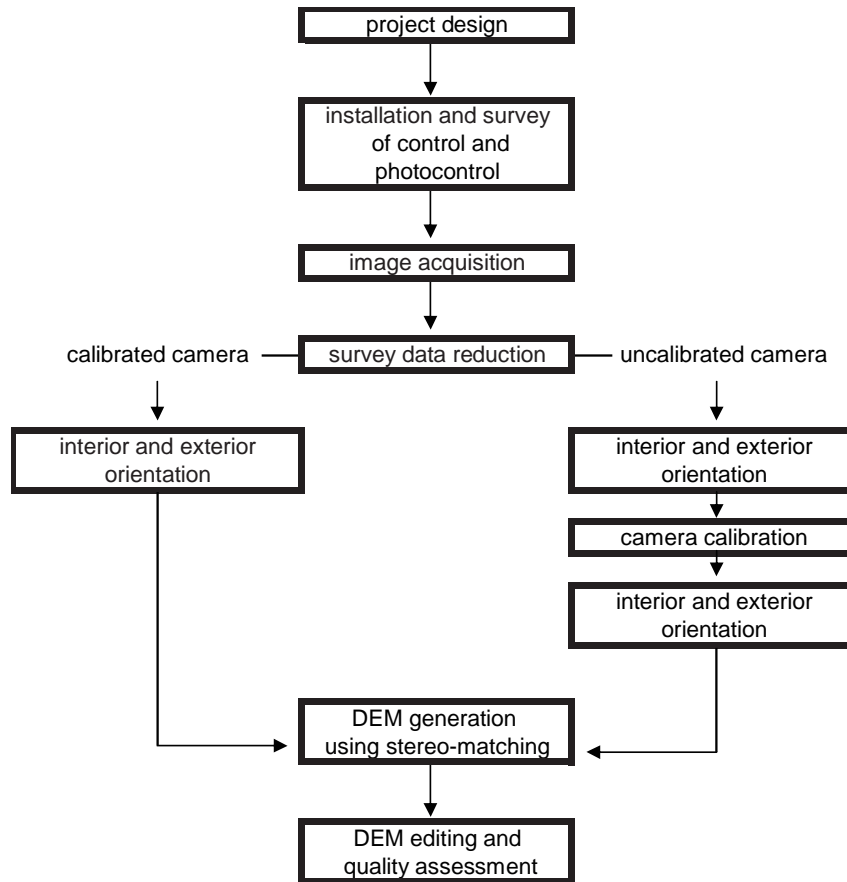 project design
installation and survey
of control and
photocontrol
image acquisition
calibrated camera
survey data reduction
uncalibrated camera
interior and exterior
orientation
interior and exterior
orientation
camera calibration
interior and exterior
orientation
DEM generation
using stereo-matching
DEM editing and
quality assessment